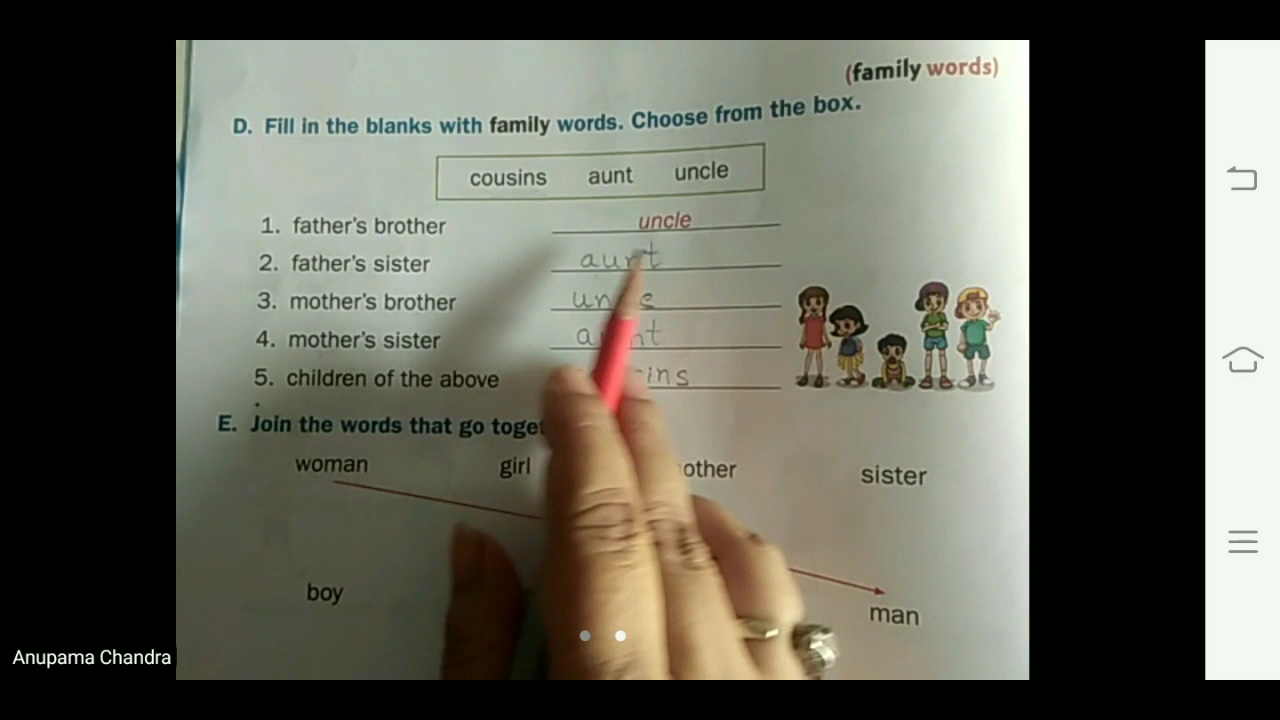 (family words)
D. Fill in the blanks with family words. Choose from the box.
cousins aunt uncle
1. father's brother uncle
2. father's sister aunt
3. mother's brother
4. mother's sister
5. children of the above
E. Join the words that go
woman girl sister
boy
man
Anupama Chandra